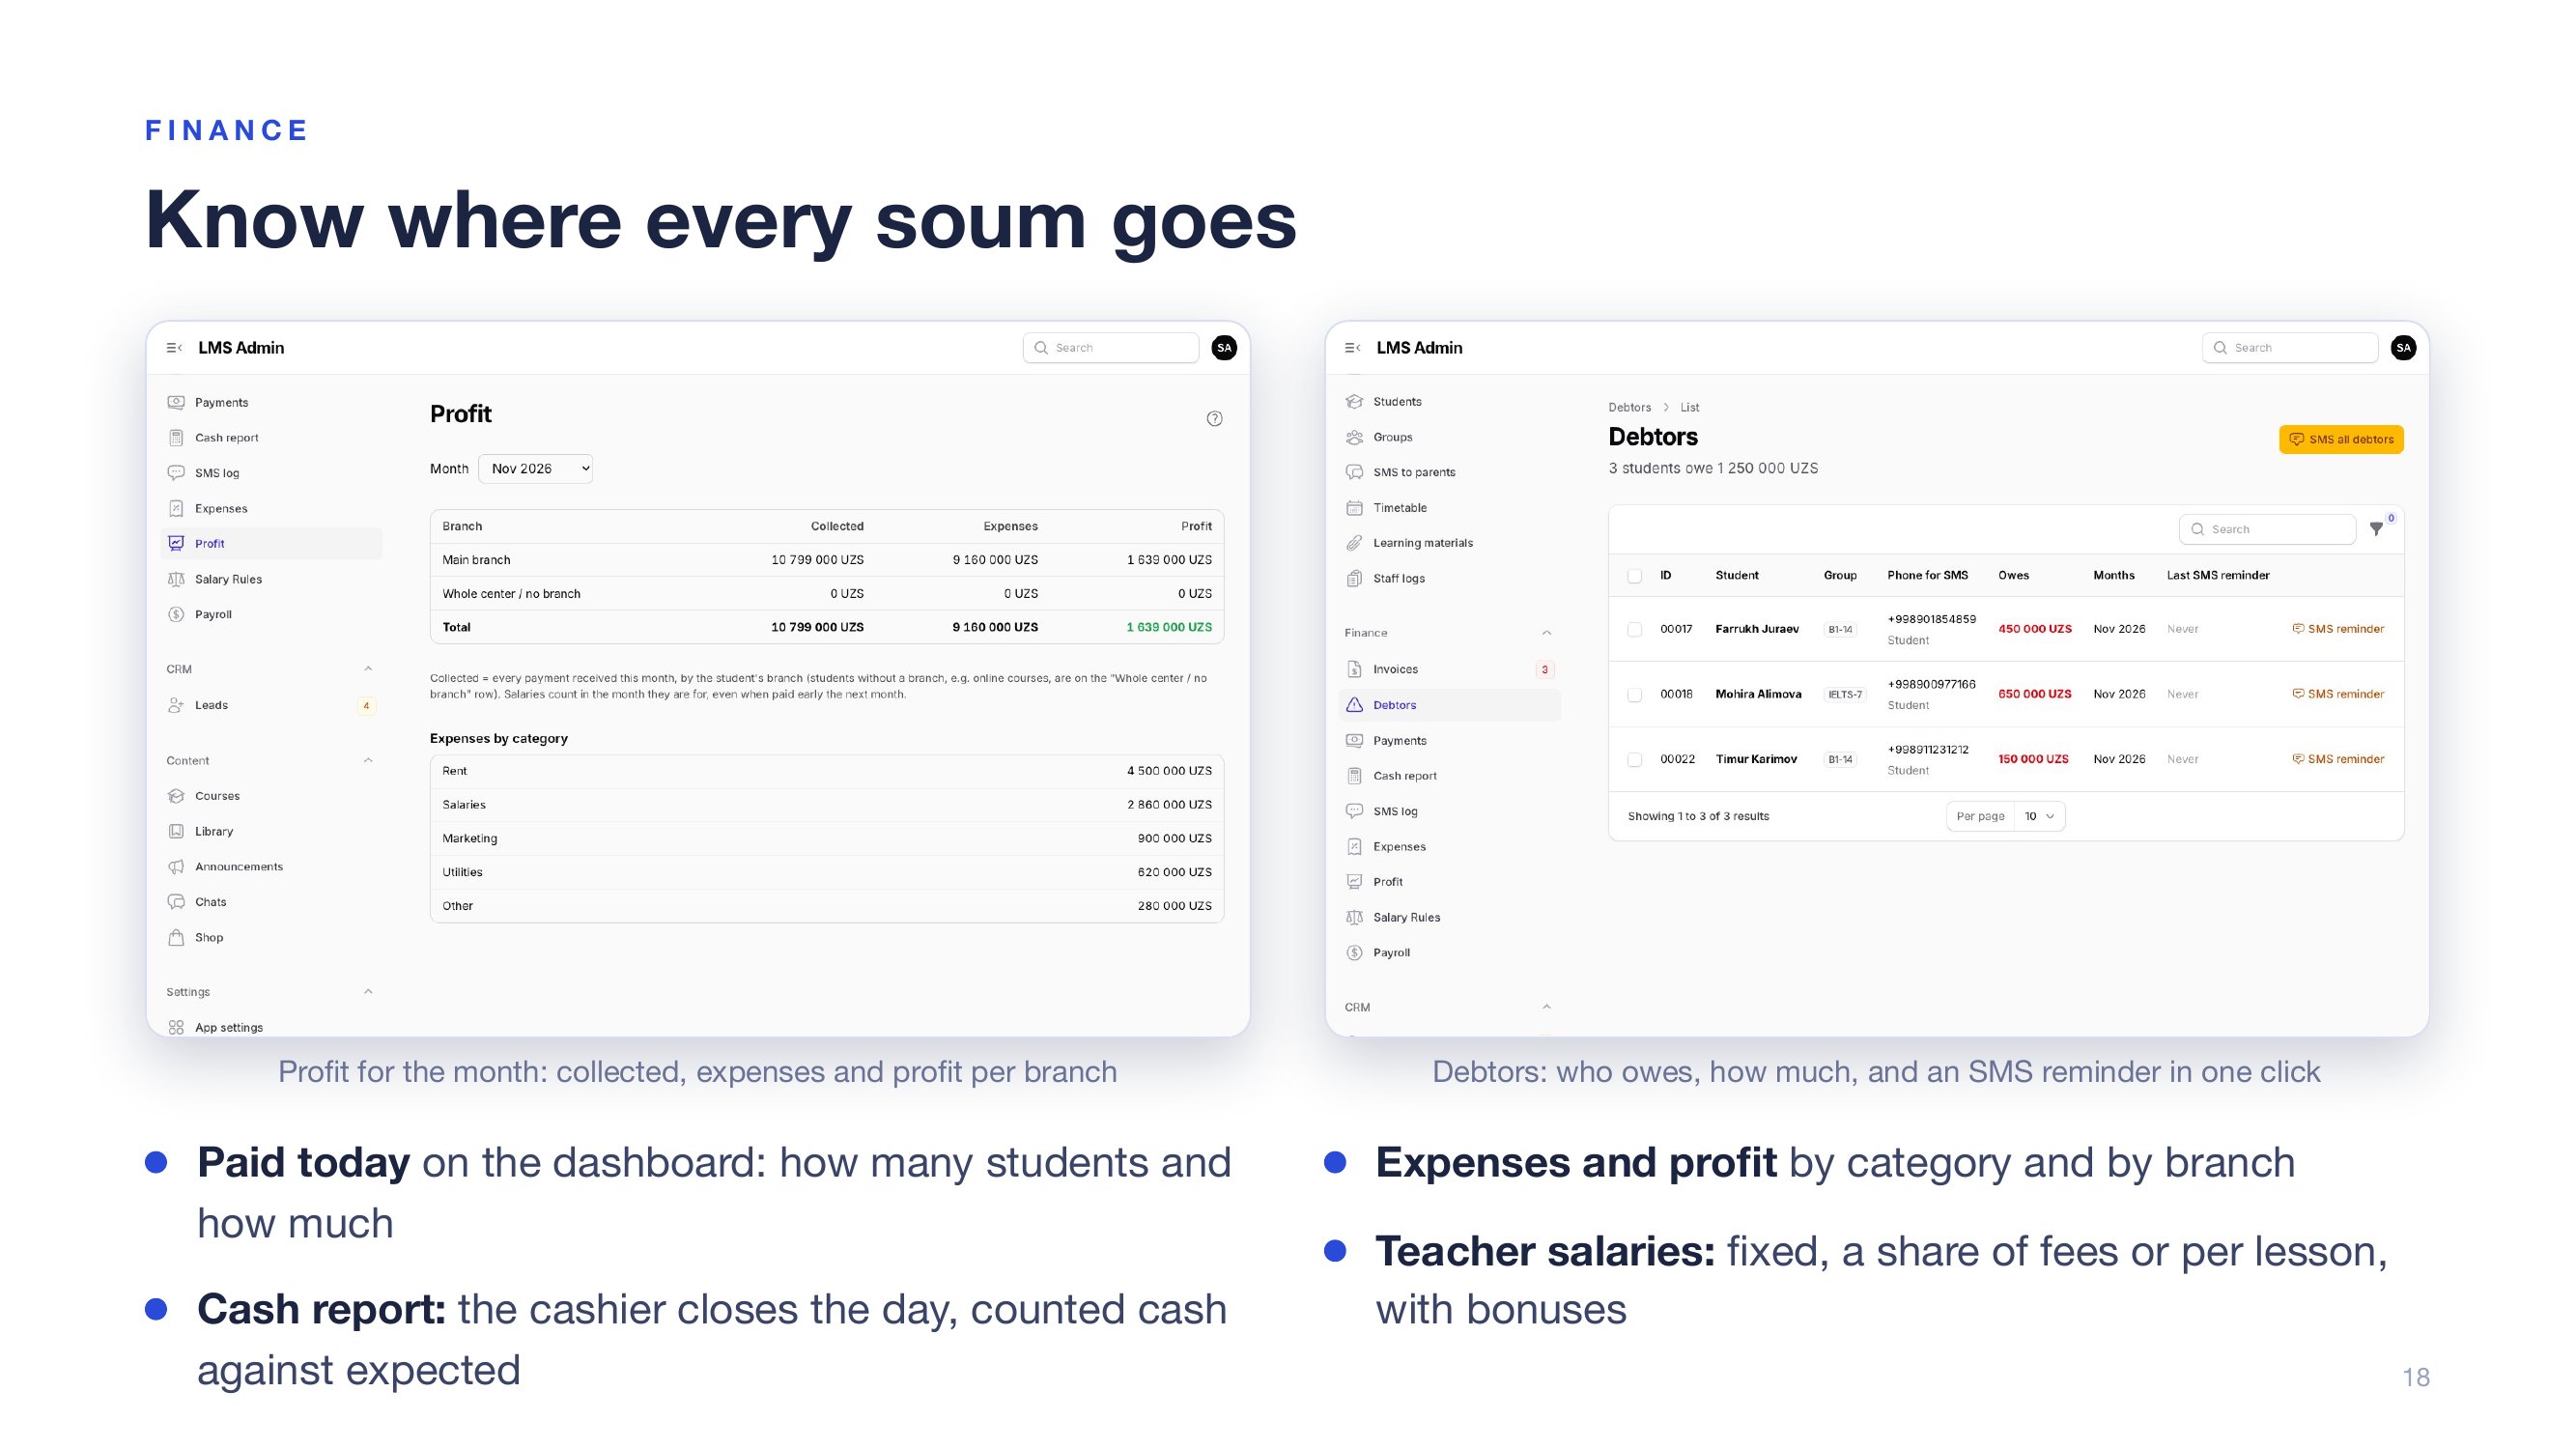 FINANCE
Know where every soum goes
LMS Admin
Search
SA
Payments
Cash report
SMS log
Expenses
Profit
Salary Rules
Payroll
CRM
Leads 4
Content
Courses
Library
Announcements
Chats
Shop
Settings
App settings
Profit
Month Nov 2026
Branch Collected Expenses Profit
Main branch 10 799 000 UZS 9 160 000 UZS 1 639 000 UZS
Whole center / no branch 0 UZS 0 UZS 0 UZS
Total 10 799 000 UZS 9 160 000 UZS 1 639 000 UZS
Collected = every payment received this month, by the student's branch (students without a branch, e.g. online courses, are on the "Whole center / no
branch" row). Salaries count in the month they are for, even when paid early the next month.
Expenses by category
Rent 4 500 000 UZS
Salaries 2 860 000 UZS
Marketing 900 000 UZS
Utilities 620 000 UZS
Other 280 000 UZS
Profit for the month: collected, expenses and profit per branch
LMS Admin
Search
SA
Students
Groups
SMS to parents
Timetable
Learning materials
Staff logs
Finance
Invoices 3
Debtors
Payments
Cash report
SMS log
Expenses
Profit
Salary Rules
Payroll
CRM
Debtors > List
Debtors
SMS all debtors
3 students owe 1 250 000 UZS
Search
0
ID Student Group Phone for SMS Owes Months Last SMS reminder
00017 Farrukh Juraev B1-14 +998901854859 450 000 UZS Nov 2026 Never SMS reminder
Student
00018 Mohira Alimova IELTS-7 +998900977166 650 000 UZS Nov 2026 Never SMS reminder
Student
00022 Timur Karimov B1-14 +998911231212 150 000 UZS Nov 2026 Never SMS reminder
Student
Showing 1 to 3 of 3 results
Per page 10
Debtors: who owes, how much, and an SMS reminder in one click
Paid today on the dashboard: how many students and
how much
Cash report: the cashier closes the day, counted cash
against expected
Expenses and profit by category and by branch
Teacher salaries: fixed, a share of fees or per lesson,
with bonuses
18